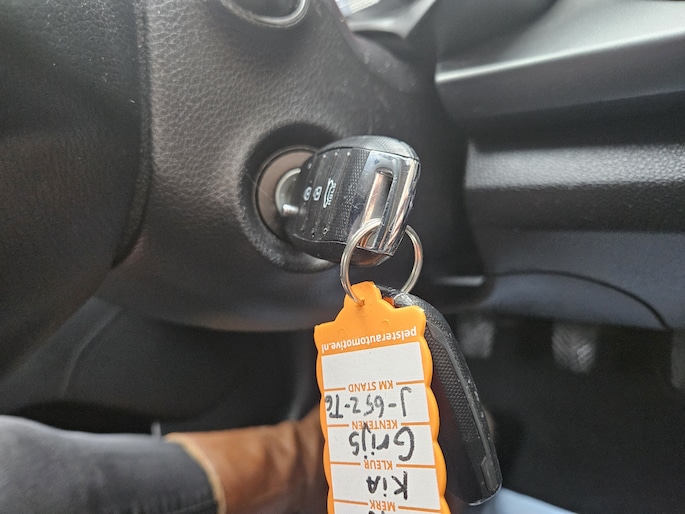 MERK
Kia
KLEUR
Grijs
KENTEKEN
J-652-TG
KM STAND
pelsterautomotive.nl